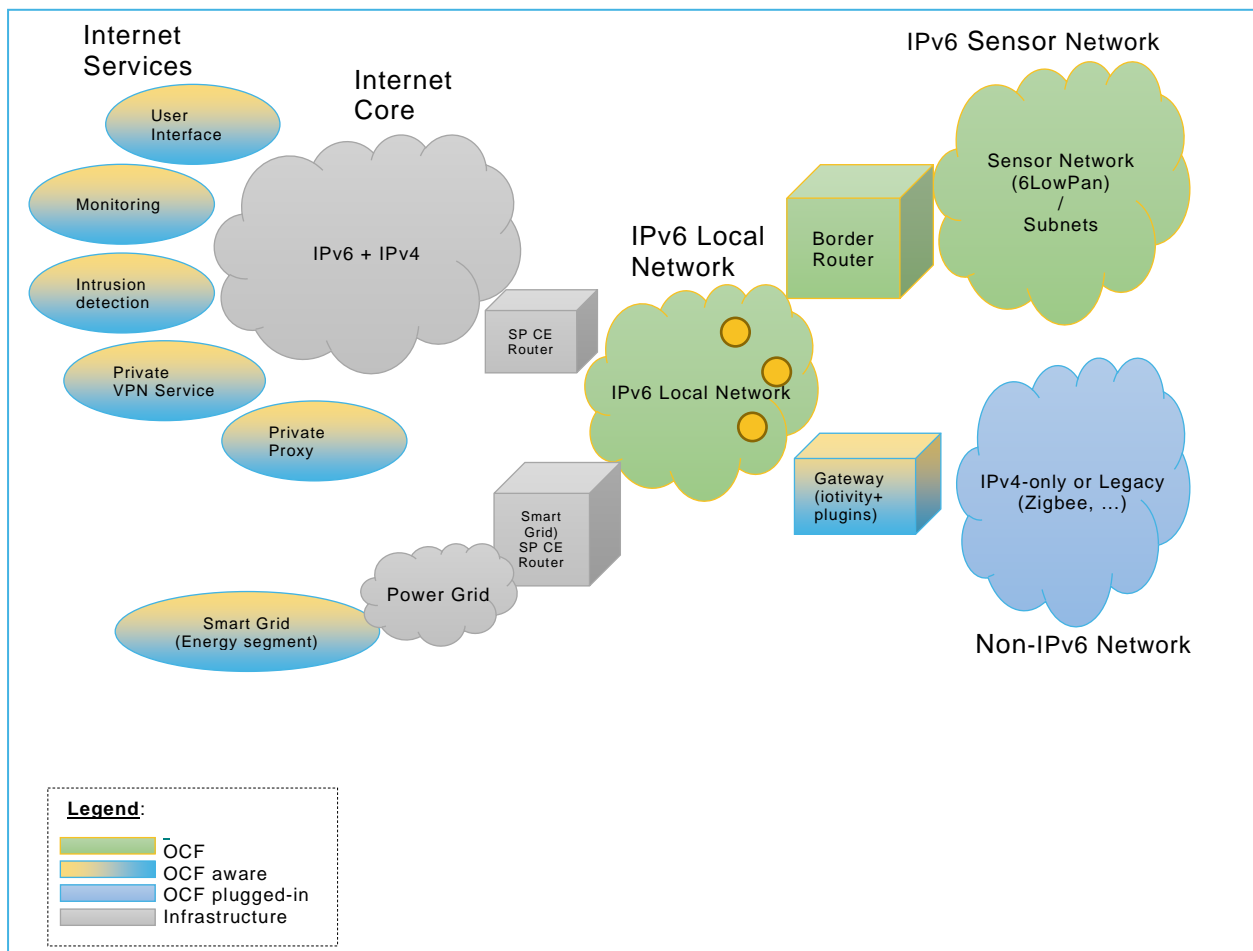 Internet
Services
User
Interface
Monitoring
Intrusion
detection
Private
VPN Service
Private
Proxy
Internet
Core
IPv6 + IPv4
SP CE
Router
IPv6 Local
Network
IPv6 Local Network
Border
Router
IPv6 Sensor Network
Sensor Network
(6LowPan)
/
Subnets
Gateway
(iotivity+
plugins)
IPv4-only or Legacy
(Zigbee, ...)
Non-IPv6 Network
Smart
Grid)
SP CE
Router
Power Grid
Smart Grid
(Energy segment)
Legend:
OCF
OCF aware
OCF plugged-in
Infrastructure